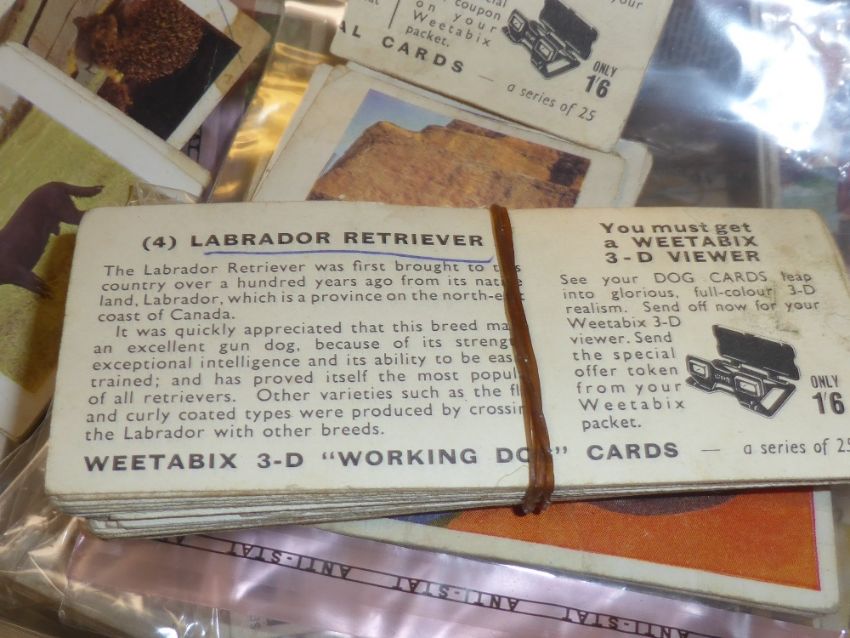 your
coupon
on your
Weetabix
packet.
ONLY
1'6
AL CARDS — a series of 25
(4) LABRADOR RETRIEVER
The Labrador Retriever was first brought to
country over a hundred years ago from its
land, Labrador, which is a province on the
coast of Canada.
It was quickly appreciated that this breed
an excellent gun dog, because of its
exceptional intelligence and its ability to be
trained; and has proved itself the most
of all retrievers. Other varieties such as the
and curly coated types were produced by
the Labrador with other breeds.
You must get
a WEETABIX
3-D VIEWER
See your DOG CARDS leap
into glorious, full-colour 3-D
realism. Send off now for your
Weetabix 3-D
viewer. Send
the special
offer token
from your
Weetabix
packet.
ONLY
1'6
WEETABIX 3-D "WORKING DOG" CARDS — a series of 25
ANTI-STAT ANTI-STAT ANTI-STAT